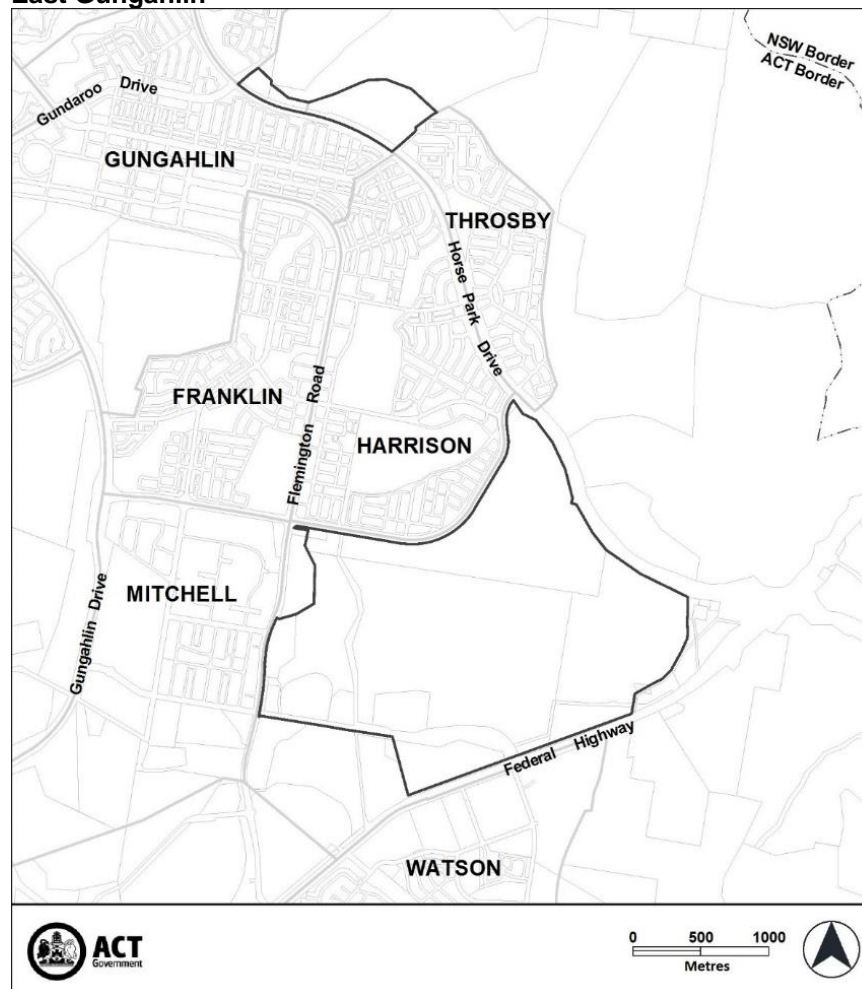 East Gungahlin
NSW Border
ACT Border
Gundaroo Drive
GUNGAHLIN
THROSBY
Horse Park Drive
FRANKLIN
Flemington Road
HARRISON
MITCHELL
Gungahlin Drive
Federal Highway
WATSON
ACT
Government
0 500 1000
Metres